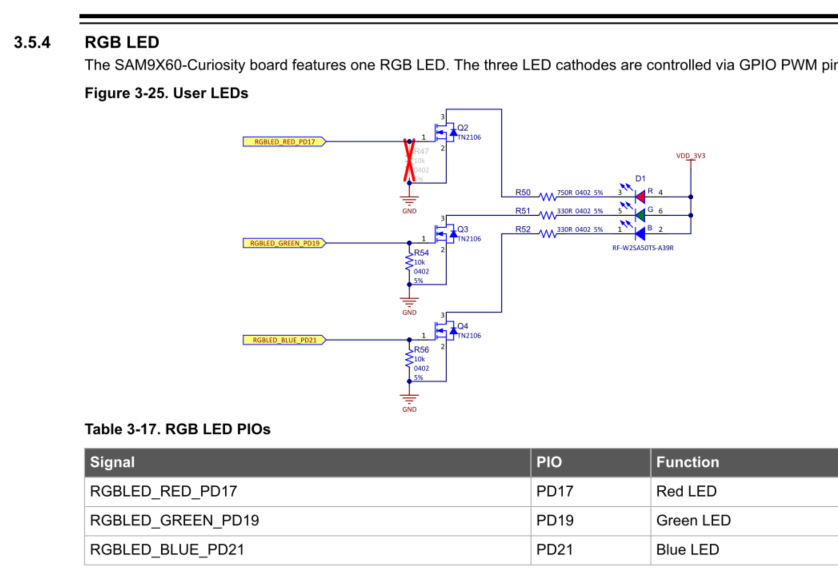 3.5.4 RGB LED
The SAM9X60-Curiosity board features one RGB LED. The three LED cathodes are controlled via GPIO PWM pin
Figure 3-25. User LEDs
3
Q2
TN2106
1
2
RGBLED_RED_PD17
R47
10k
0402
5%
GND
VDD_3V3
D1
R50 750R 0402 5% 3 R 4
R51 330R 0402 5% 5 G 6
R52 330R 0402 5% 1 B 2
RF-W2SA50TS-A39R
3
Q3
TN2106
1
2
RGBLED_GREEN_PD19
R54
10k
0402
5%
GND
3
Q4
TN2106
1
2
RGBLED_BLUE_PD21
R56
10k
0402
5%
GND
Table 3-17. RGB LED PIOs
Signal PIO Function
RGBLED_RED_PD17 PD17 Red LED
RGBLED_GREEN_PD19 PD19 Green LED
RGBLED_BLUE_PD21 PD21 Blue LED